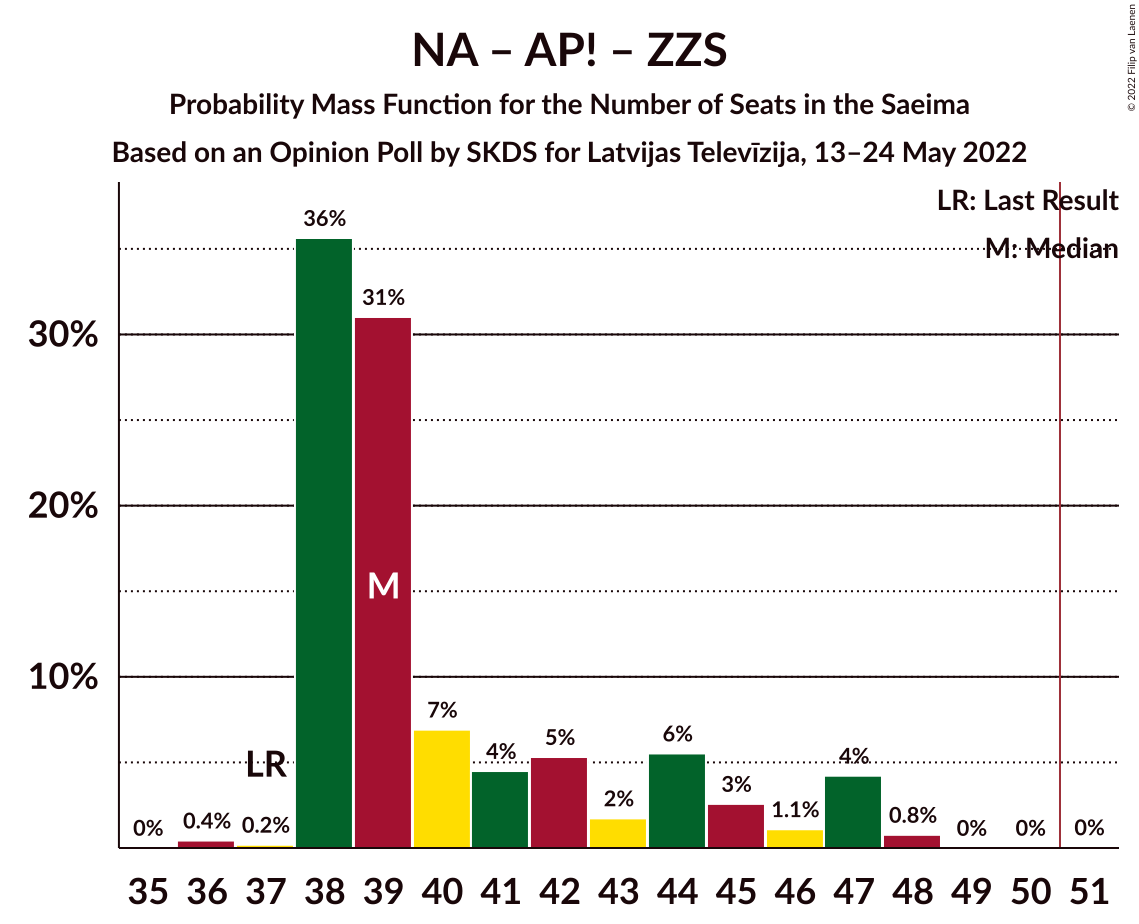 NA – AP! – ZZS
Probability Mass Function for the Number of Seats in the Saeima
Based on an Opinion Poll by SKDS for Latvijas Televīzija, 13–24 May 2022
© 2022 Filip van Laenen
LR: Last Result
M: Median
30%
20%
10%
0%
0.4%
0.2%
36%
31%
7%
4%
5%
2%
6%
3%
1.1%
4%
0.8%
0%
0%
0%
LR
M
35 36 37 38 39 40 41 42 43 44 45 46 47 48 49 50 51